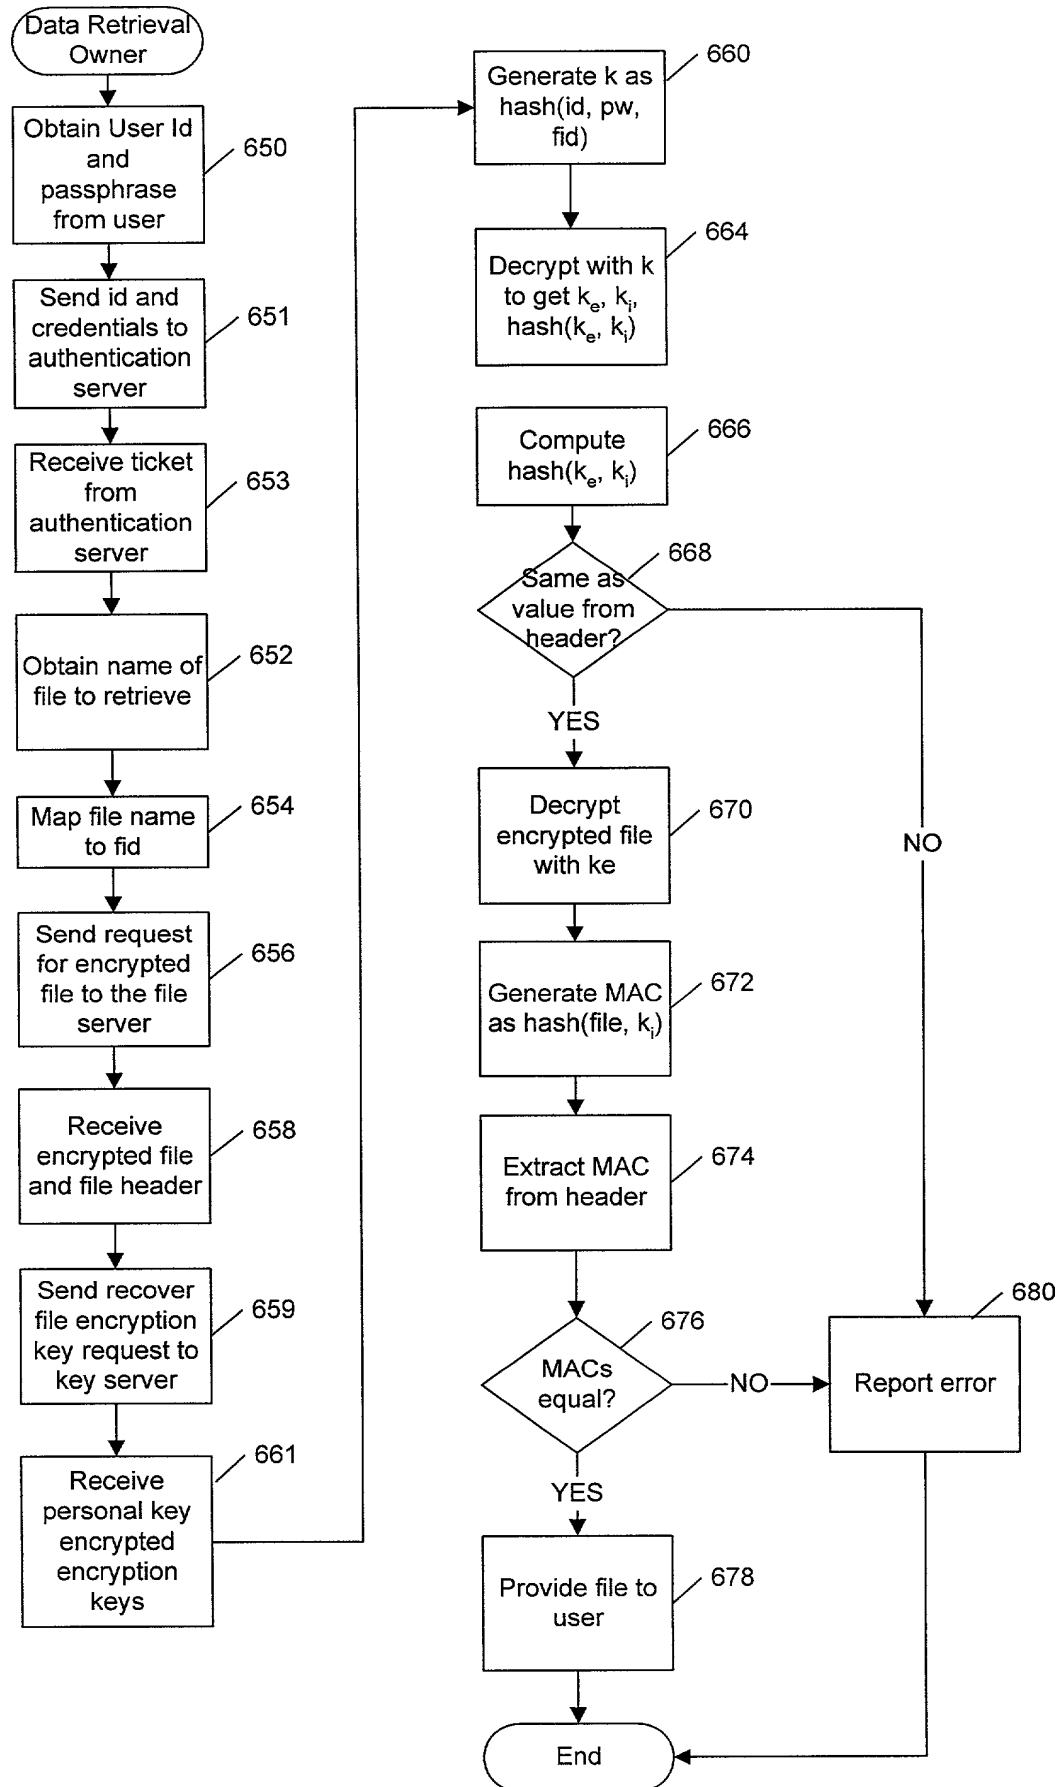 Data Retrieval
Owner
Obtain User Id
and
passphrase
from user
650
Send id and
credentials to
authentication
server
651
Receive ticket
from
authentication
server
653
Obtain name of
file to retrieve
652
Map file name
to fid
654
Send request
for encrypted
file to the file
server
656
Receive
encrypted file
and file header
658
Send recover
file encryption
key request to
key server
659
Receive
personal key
encrypted
encryption
keys
661
Generate k as
hash(id, pw,
fid)
660
Decrypt with k
to get ke, ki,
hash(ke, ki)
664
Compute
hash(ke, ki)
666
Same as
value from
header?
668
YES
NO
Decrypt
encrypted file
with ke
670
Generate MAC
as hash(file, ki)
672
Extract MAC
from header
674
MACs
equal?
676
NO
Report error
680
YES
Provide file to
user
678
End